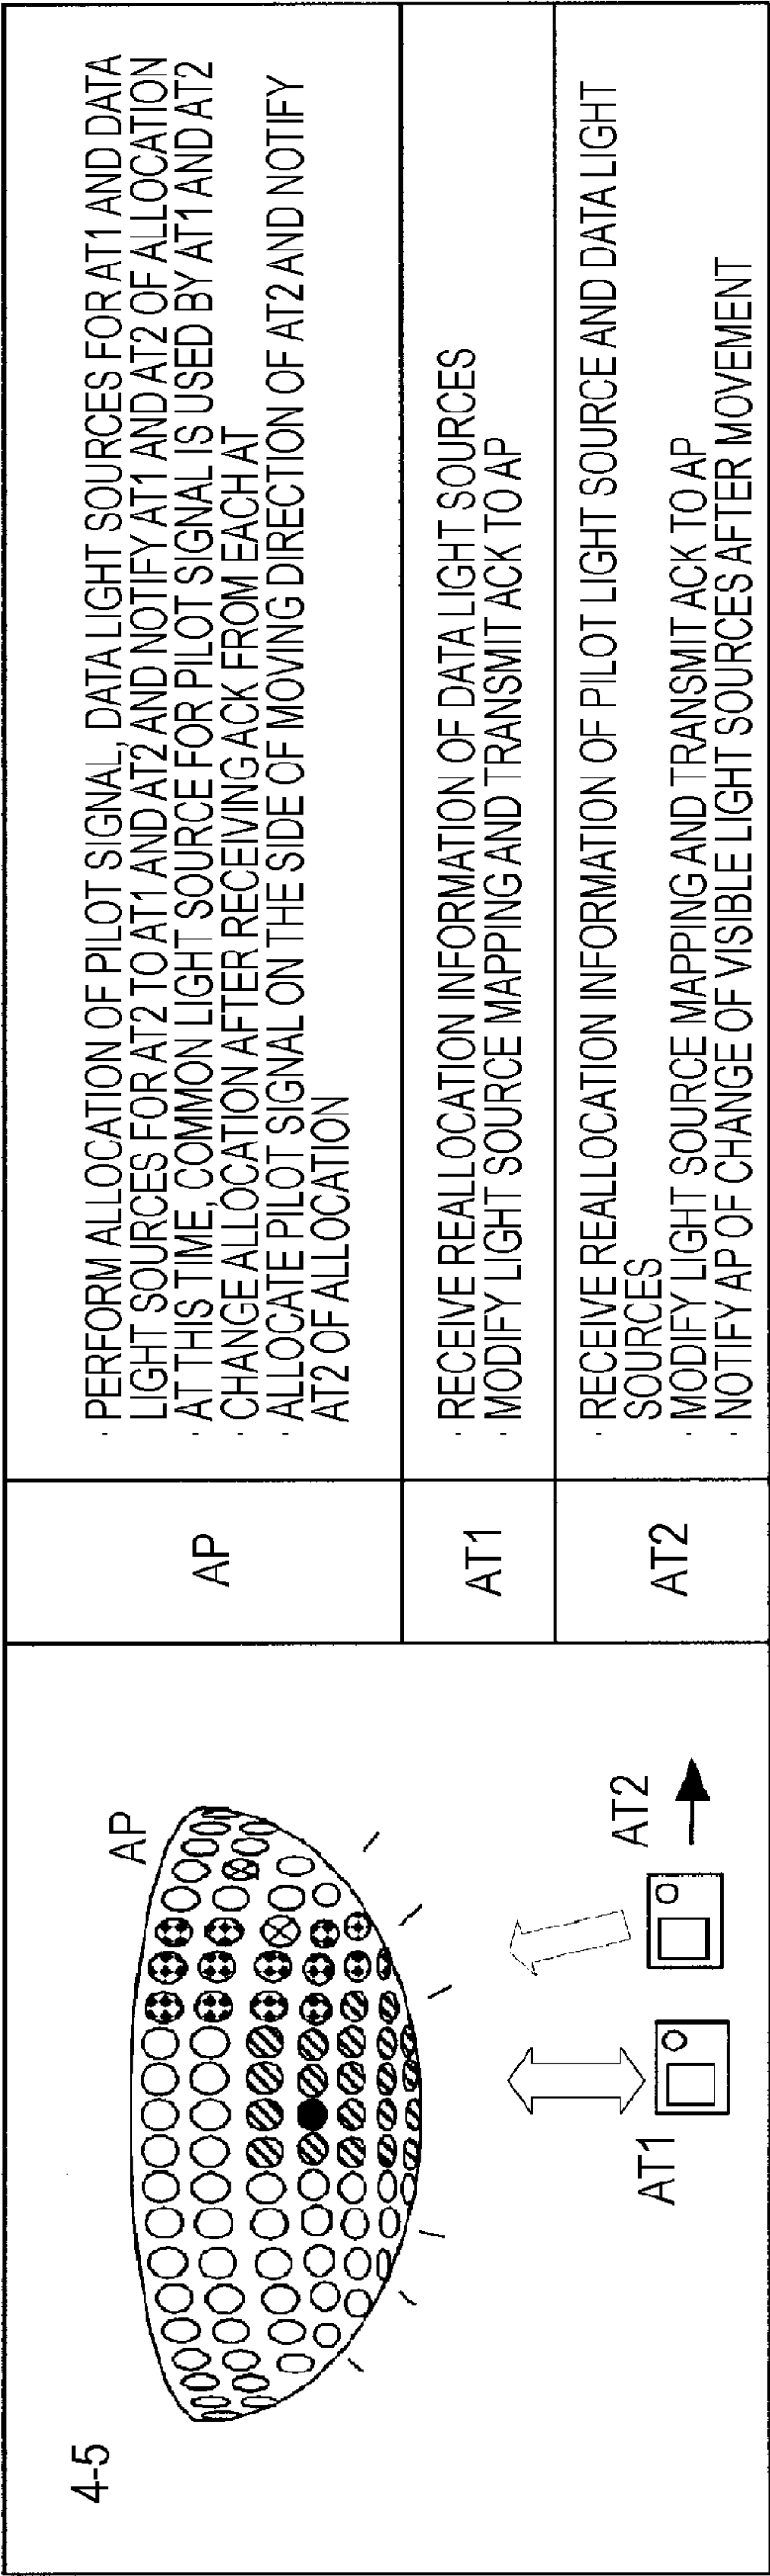 4-5
AP
AT1
AT2
AP
· PERFORM ALLOCATION OF PILOT SIGNAL, DATA LIGHT SOURCES FOR AT1 AND DATA
LIGHT SOURCES FOR AT2 TO AT1 AND AT2 AND NOTIFY AT1 AND AT2 OF ALLOCATION
· AT THIS TIME, COMMON LIGHT SOURCE FOR PILOT SIGNAL IS USED BY AT1 AND AT2
· CHANGE ALLOCATION AFTER RECEIVING ACK FROM EACH AT
· ALLOCATE PILOT SIGNAL ON THE SIDE OF MOVING DIRECTION OF AT2 AND NOTIFY
AT2 OF ALLOCATION
AT1
· RECEIVE REALLOCATION INFORMATION OF DATA LIGHT SOURCES
· MODIFY LIGHT SOURCE MAPPING AND TRANSMIT ACK TO AP
AT2
· RECEIVE REALLOCATION INFORMATION OF PILOT LIGHT SOURCE AND DATA LIGHT
SOURCES
· MODIFY LIGHT SOURCE MAPPING AND TRANSMIT ACK TO AP
· NOTIFY AP OF CHANGE OF VISIBLE LIGHT SOURCES AFTER MOVEMENT